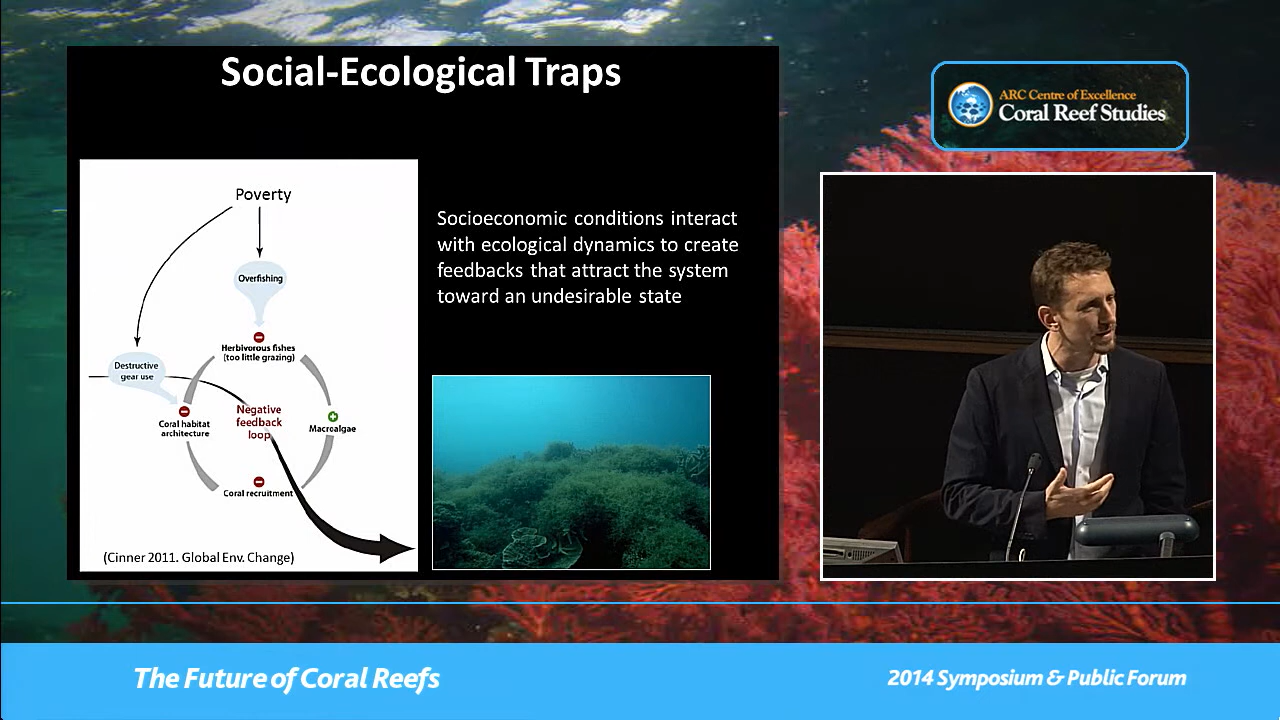 Social-Ecological Traps
ARC Centre of Excellence
Coral Reef Studies
Poverty
Overfishing
Herbivorous fishes
(too little grazing)
Destructive
gear use
Coral habitat
architecture
Negative
feedback
loop
Macroalgae
Coral recruitment
(Cinner 2011. Global Env. Change)
Socioeconomic conditions interact
with ecological dynamics to create
feedbacks that attract the system
toward an undesirable state
The Future of Coral Reefs
2014 Symposium & Public Forum